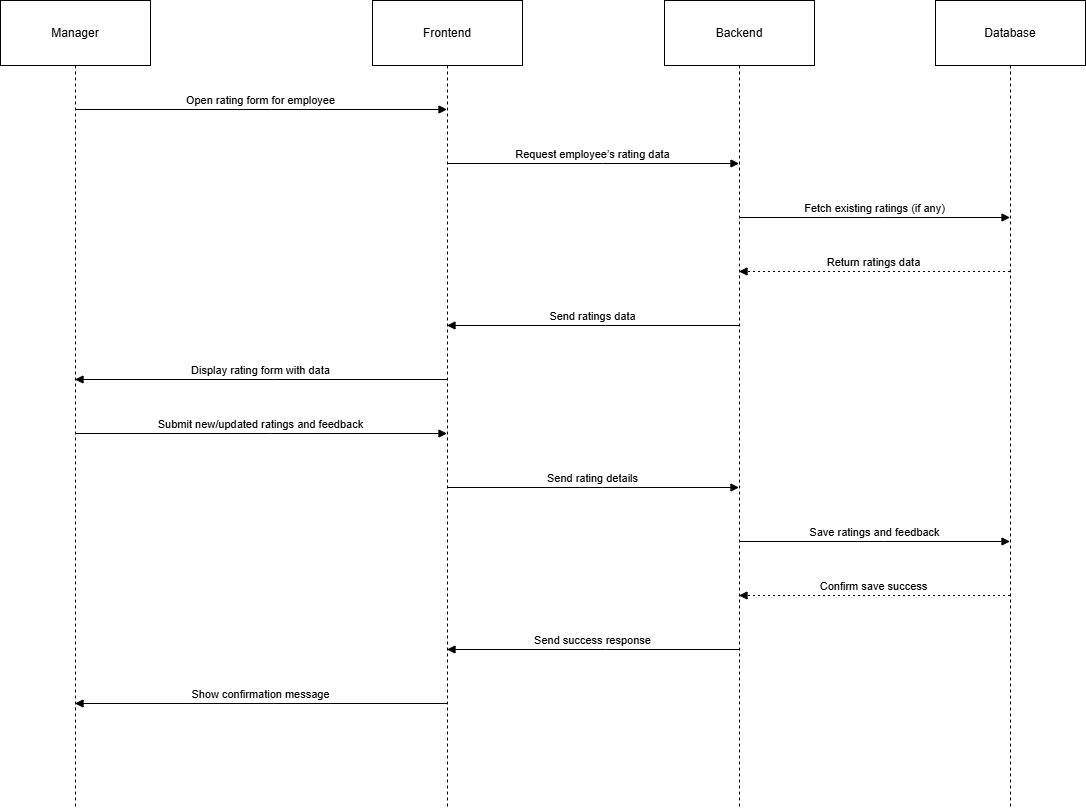 Manager
Frontend
Backend
Database
Open rating form for employee
Request employee's rating data
Fetch existing ratings (if any)
Return ratings data
Send ratings data
Display rating form with data
Submit new/updated ratings and feedback
Send rating details
Save ratings and feedback
Confirm save success
Send success response
Show confirmation message